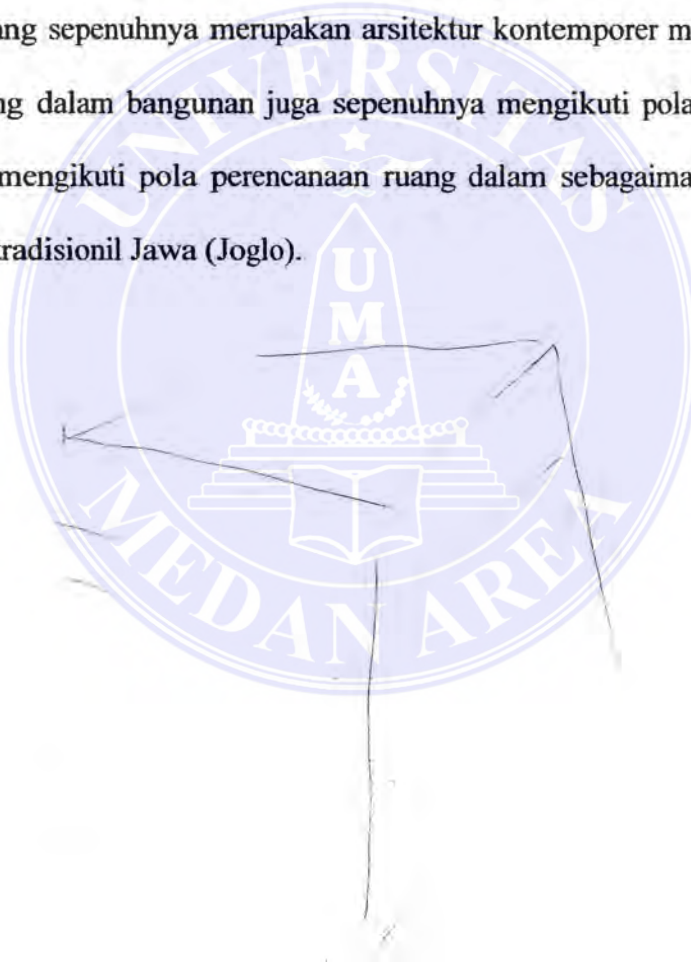 ang sepenuhnya merupakan arsitektur kontemporer m
ng dalam bangunan juga sepenuhnya mengikuti pola
mengikuti pola perencanaan ruang dalam sebagaima
tradisionil Jawa (Joglo).
UNIVERSITAS
UMA
MEDAN AREA